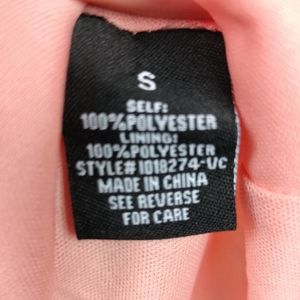 S
SELF:
100%POLYESTER
LINING:
100%POLYESTER
STYLE#1018274-VC
MADE IN CHINA
SEE REVERSE
FOR CARE